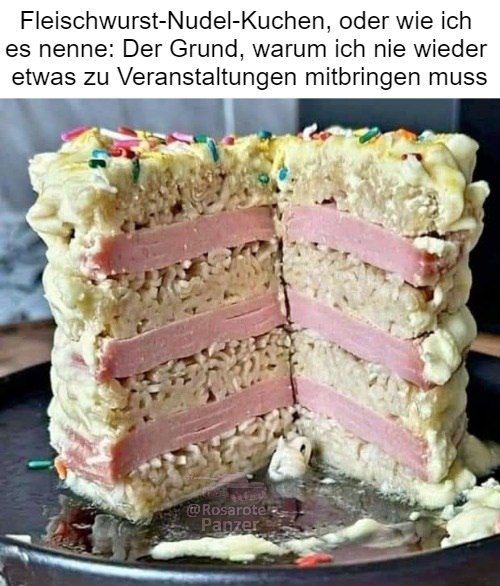 Fleischwurst-Nudel-Kuchen, oder wie ich
es nenne: Der Grund, warum ich nie wieder
etwas zu Veranstaltungen mitbringen muss
@Rosarote
Panzer